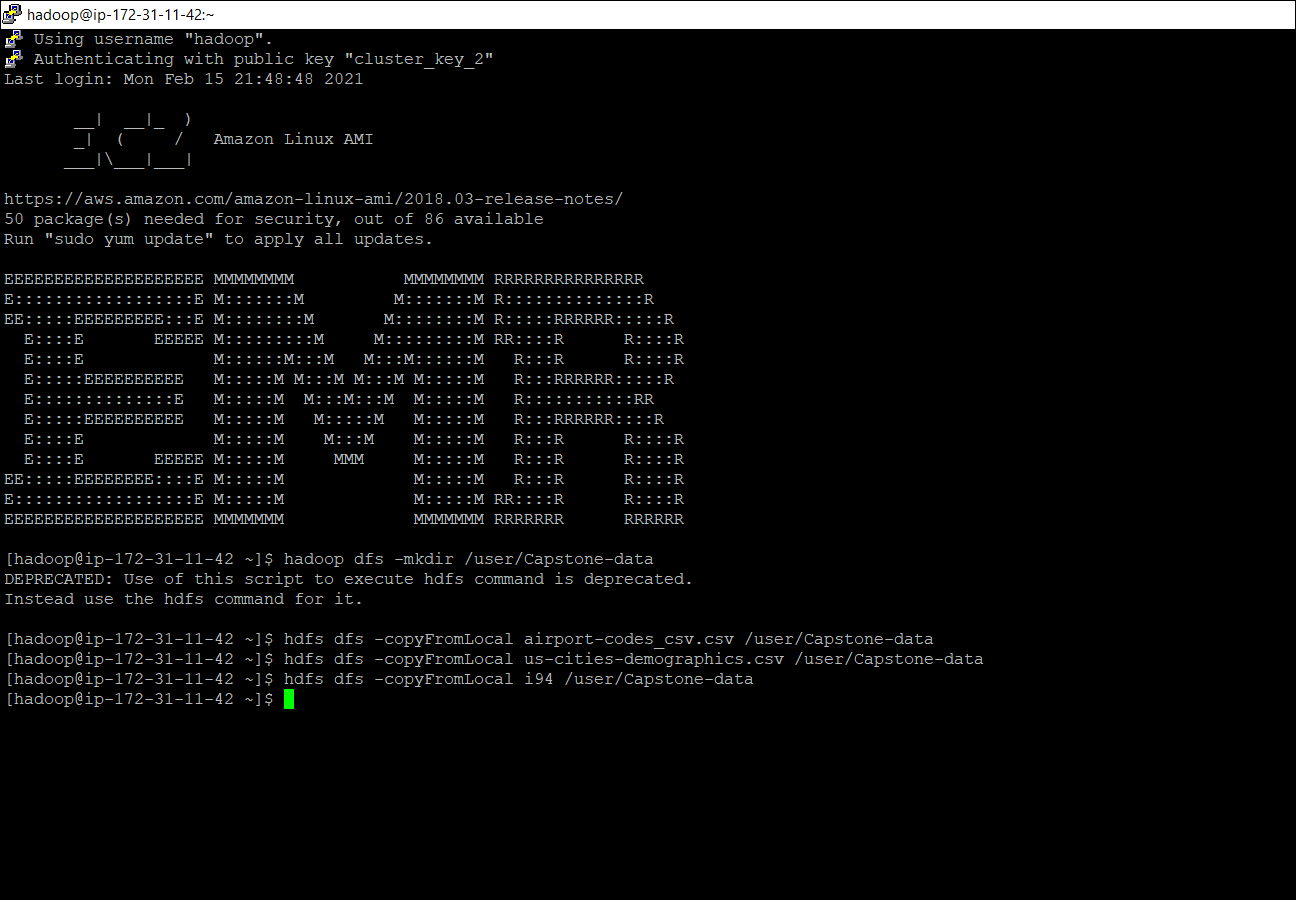 hadoop@ip-172-31-11-42:~
Using username "hadoop".
Authenticating with public key "cluster_key_2"
Last login: Mon Feb 15 21:48:48 2021
       __|  __|_  )
       _|  (     /   Amazon Linux AMI
      ___|\___|___|
https://aws.amazon.com/amazon-linux-ami/2018.03-release-notes/
50 package(s) needed for security, out of 86 available
Run "sudo yum update" to apply all updates.
EEEEEEEEEEEEEEEEEEEE MMMMMMMM           MMMMMMMM RRRRRRRRRRRRRRR
E::::::::::::::::::E M:::::::M         M:::::::M R::::::::::::::R
EE:::::EEEEEEEEE:::E M::::::::M       M::::::::M R:::::RRRRRR:::::R
  E::::E       EEEEE M:::::::::M     M:::::::::M RR::::R      R::::R
  E::::E             M::::::M:::M   M:::M::::::M   R:::R      R::::R
  E:::::EEEEEEEEEE   M:::::M M:::M M:::M M:::::M   R:::RRRRRR:::::R
  E::::::::::::::E   M:::::M  M:::M:::M  M:::::M   R:::::::::::RR
  E:::::EEEEEEEEEE   M:::::M   M:::::M   M:::::M   R:::RRRRRR::::R
  E::::E             M:::::M    M:::M    M:::::M   R:::R      R::::R
  E::::E       EEEEE M:::::M     MMM     M:::::M   R:::R      R::::R
EE:::::EEEEEEEE::::E M:::::M             M:::::M   R:::R      R::::R
E::::::::::::::::::E M:::::M             M:::::M RR::::R      R::::R
EEEEEEEEEEEEEEEEEEEE MMMMMMM             MMMMMMM RRRRRRR      RRRRRR
[hadoop@ip-172-31-11-42 ~]$ hadoop dfs -mkdir /user/Capstone-data
DEPRECATED: Use of this script to execute hdfs command is deprecated.
Instead use the hdfs command for it.
[hadoop@ip-172-31-11-42 ~]$ hdfs dfs -copyFromLocal airport-codes_csv.csv /user/Capstone-data
[hadoop@ip-172-31-11-42 ~]$ hdfs dfs -copyFromLocal us-cities-demographics.csv /user/Capstone-data
[hadoop@ip-172-31-11-42 ~]$ hdfs dfs -copyFromLocal i94 /user/Capstone-data
[hadoop@ip-172-31-11-42 ~]$